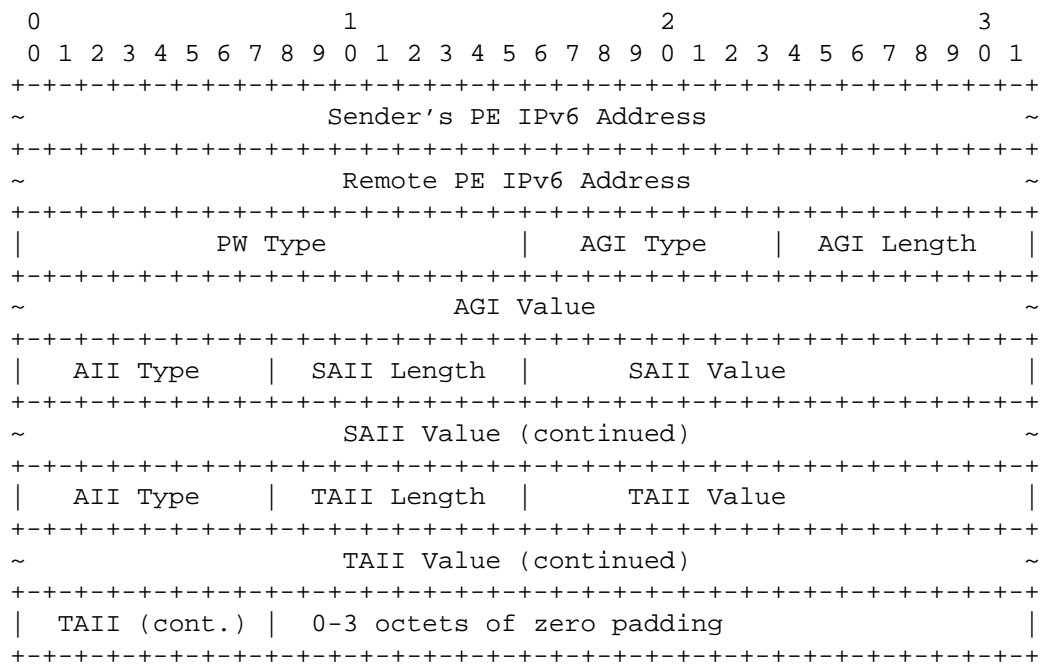 0                   1                   2                   3
 0 1 2 3 4 5 6 7 8 9 0 1 2 3 4 5 6 7 8 9 0 1 2 3 4 5 6 7 8 9 0 1
+-+-+-+-+-+-+-+-+-+-+-+-+-+-+-+-+-+-+-+-+-+-+-+-+-+-+-+-+-+-+-+-+
~                   Sender's PE IPv6 Address                    ~
+-+-+-+-+-+-+-+-+-+-+-+-+-+-+-+-+-+-+-+-+-+-+-+-+-+-+-+-+-+-+-+-+
~                    Remote PE IPv6 Address                     ~
+-+-+-+-+-+-+-+-+-+-+-+-+-+-+-+-+-+-+-+-+-+-+-+-+-+-+-+-+-+-+-+-+
|            PW Type            |   AGI Type    |  AGI Length   |
+-+-+-+-+-+-+-+-+-+-+-+-+-+-+-+-+-+-+-+-+-+-+-+-+-+-+-+-+-+-+-+-+
~                           AGI Value                           ~
+-+-+-+-+-+-+-+-+-+-+-+-+-+-+-+-+-+-+-+-+-+-+-+-+-+-+-+-+-+-+-+-+
|   AII Type    |  SAII Length  |      SAII Value               |
+-+-+-+-+-+-+-+-+-+-+-+-+-+-+-+-+-+-+-+-+-+-+-+-+-+-+-+-+-+-+-+-+
~                    SAII Value (continued)                     ~
+-+-+-+-+-+-+-+-+-+-+-+-+-+-+-+-+-+-+-+-+-+-+-+-+-+-+-+-+-+-+-+-+
|   AII Type    |  TAII Length  |      TAII Value               |
+-+-+-+-+-+-+-+-+-+-+-+-+-+-+-+-+-+-+-+-+-+-+-+-+-+-+-+-+-+-+-+-+
~                    TAII Value (continued)                     ~
+-+-+-+-+-+-+-+-+-+-+-+-+-+-+-+-+-+-+-+-+-+-+-+-+-+-+-+-+-+-+-+-+
|  TAII (cont.) |  0-3 octets of zero padding                   |
+-+-+-+-+-+-+-+-+-+-+-+-+-+-+-+-+-+-+-+-+-+-+-+-+-+-+-+-+-+-+-+-+